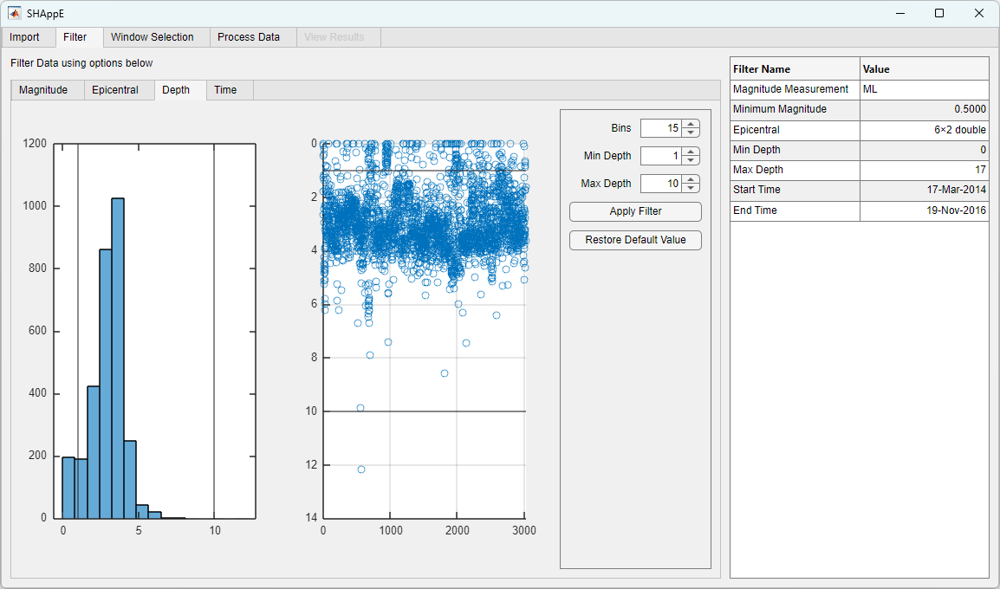 SHAppE
Import Filter Window Selection Process Data View Results
Filter Data using options below
Magnitude Epicentral Depth Time
1200
1000
800
600
400
200
0
0 5 10
0
2
4
6
8
10
12
14
0 1000 2000 3000
Bins 15
Min Depth 1
Max Depth 10
Apply Filter
Restore Default Value
Filter Name Value
Magnitude Measurement ML
Minimum Magnitude 0.5000
Epicentral 6×2 double
Min Depth 0
Max Depth 17
Start Time 17-Mar-2014
End Time 19-Nov-2016